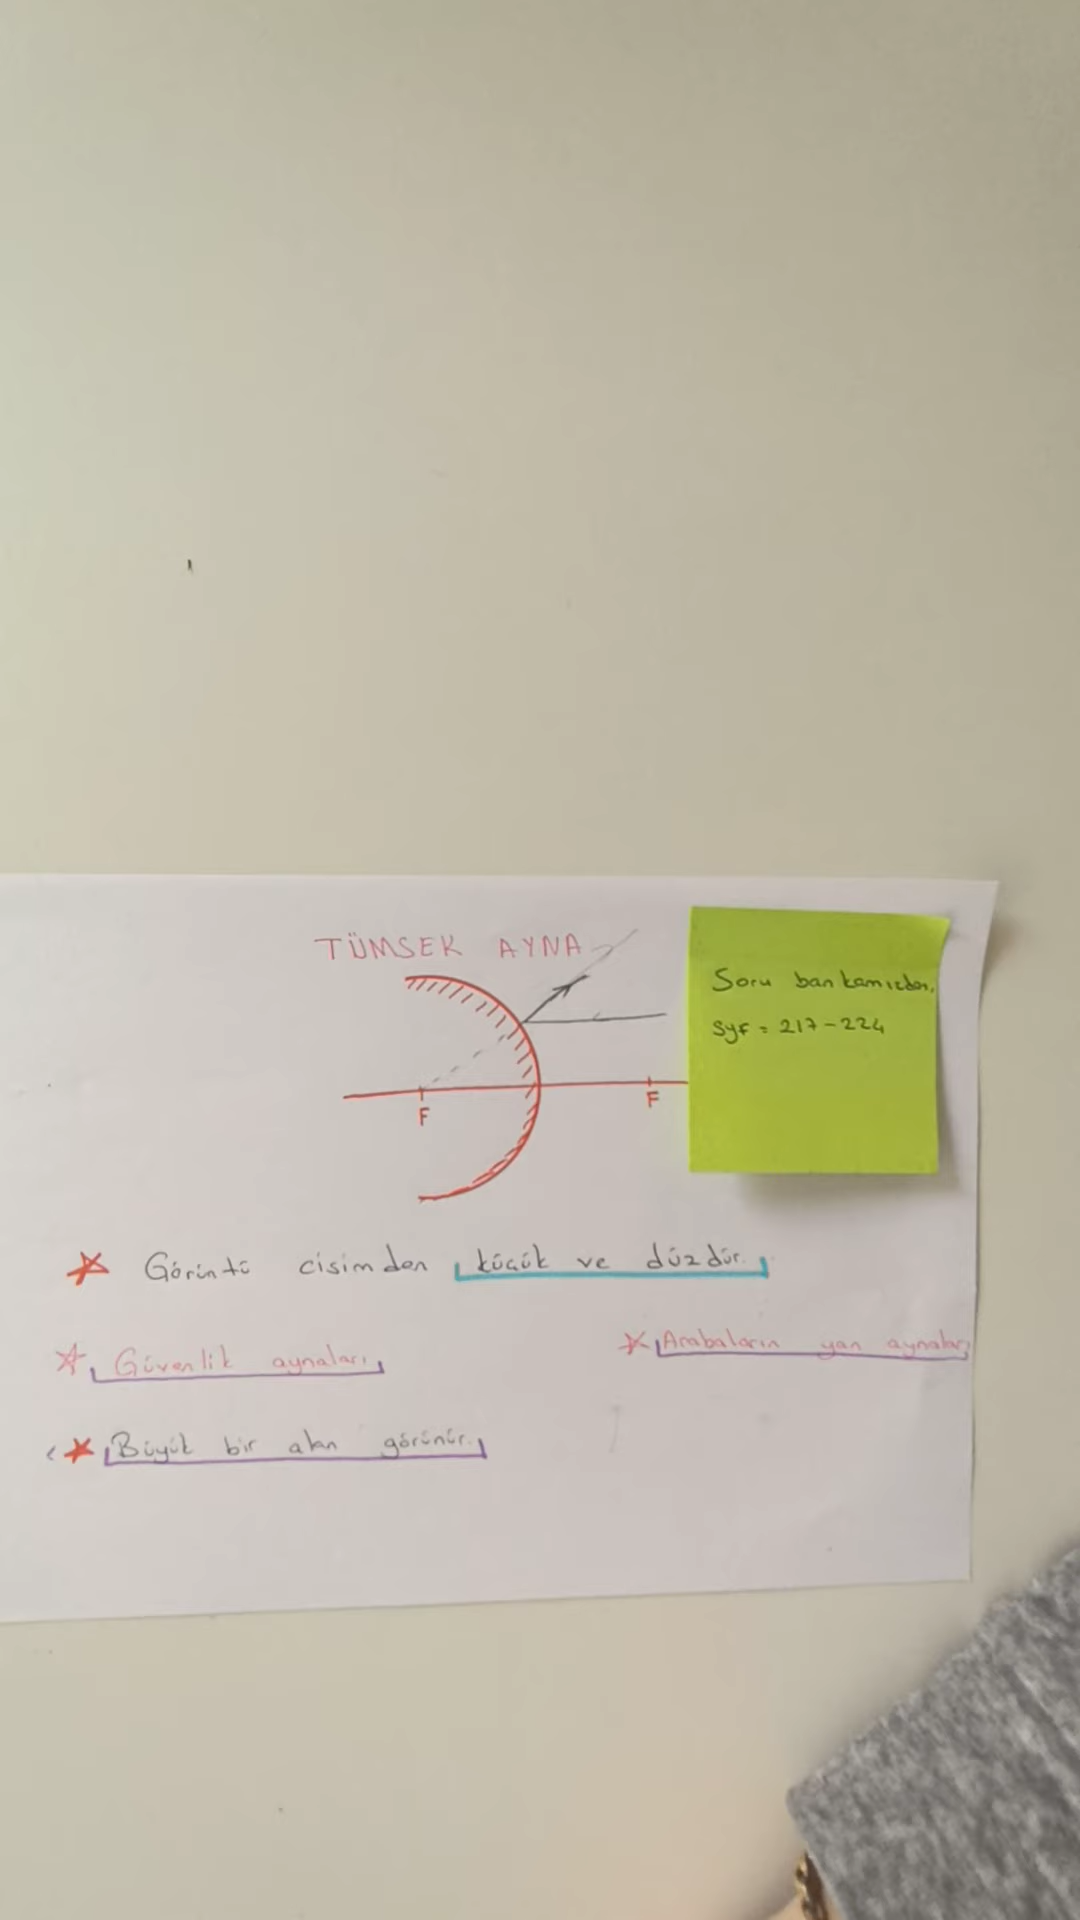 TÜMSEK AYNA
Soru bankamızdan,
Syf = 217-224
F
F
Görüntü cisimden küçük ve düzdür.
Güvenlik aynaları
Arabaların yan aynaları
Büyük bir alan görünür.